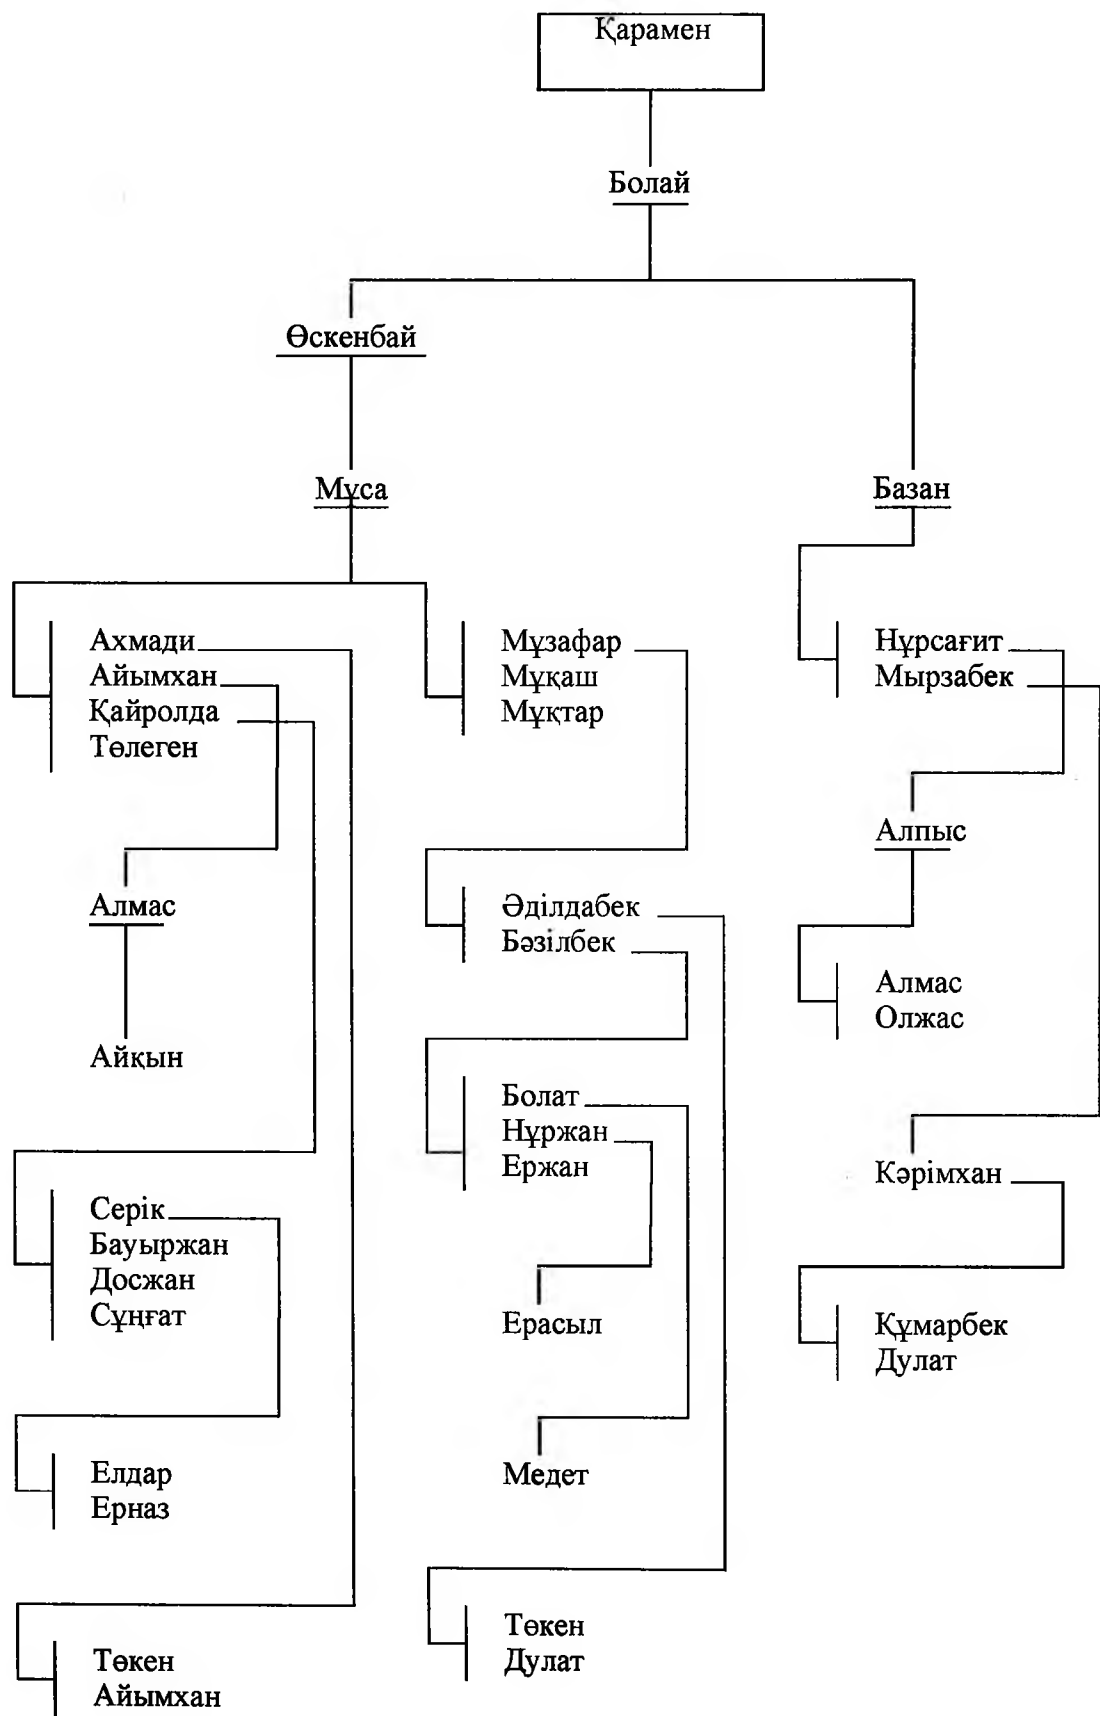 Қарамен
Болай
Өскенбай
Мұса
Базан
Ахмади
Айымхан
Қайролда
Төлеген
Мұзафар
Мұқаш
Мұқтар
Нұрсағит
Мырзабек
Алпыс
Алмас
Әділдабек
Бәзілбек
Алмас
Олжас
Айқын
Болат
Нұржан
Ержан
Кәрімхан
Серік
Бауыржан
Досжан
Сұңғат
Ерасыл
Құмарбек
Дулат
Елдар
Ерназ
Медет
Төкен
Айымхан
Төкен
Дулат